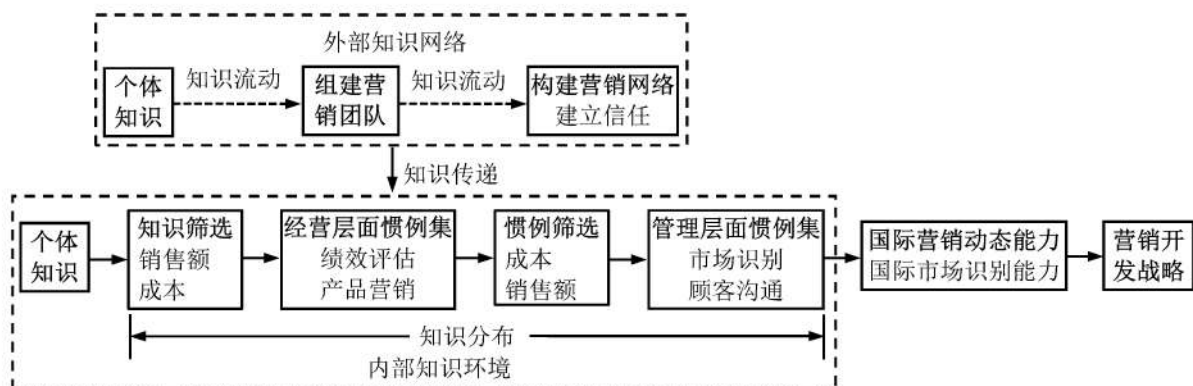 外部知识网络
个体
知识
知识流动
组建营
销团队
知识流动
构建营销网络
建立信任
知识传递
个体
知识
知识筛选
销售额
成本
经营层面惯例集
绩效评估
产品营销
惯例筛选
成本
销售额
管理层面惯例集
市场识别
顾客沟通
国际营销动态能力
国际市场识别能力
营销开
发战略
知识分布
内部知识环境